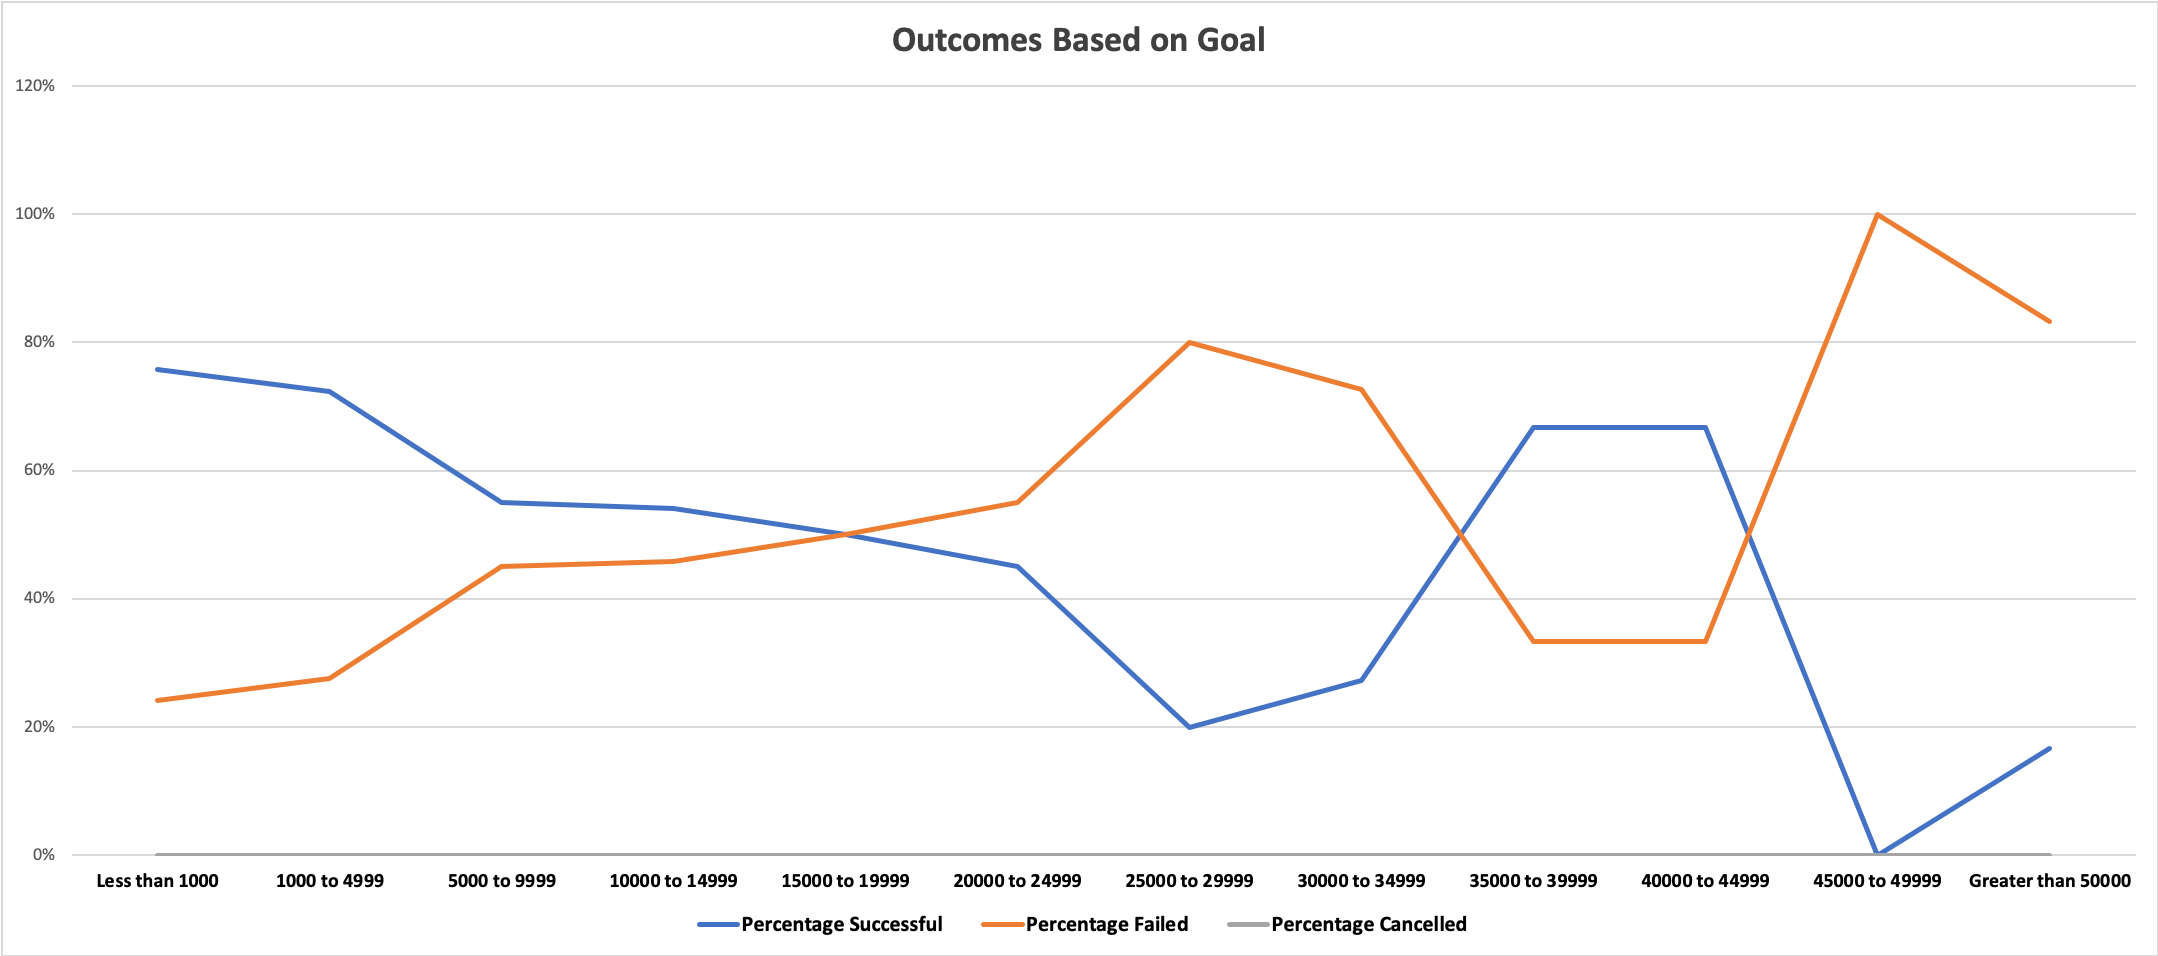 Outcomes Based on Goal
120%
100%
80%
60%
40%
20%
0%
Less than 1000 1000 to 4999 5000 to 9999 10000 to 14999 15000 to 19999 20000 to 24999 25000 to 29999 30000 to 34999 35000 to 39999 40000 to 44999 45000 to 49999 Greater than 50000
Percentage Successful Percentage Failed Percentage Cancelled